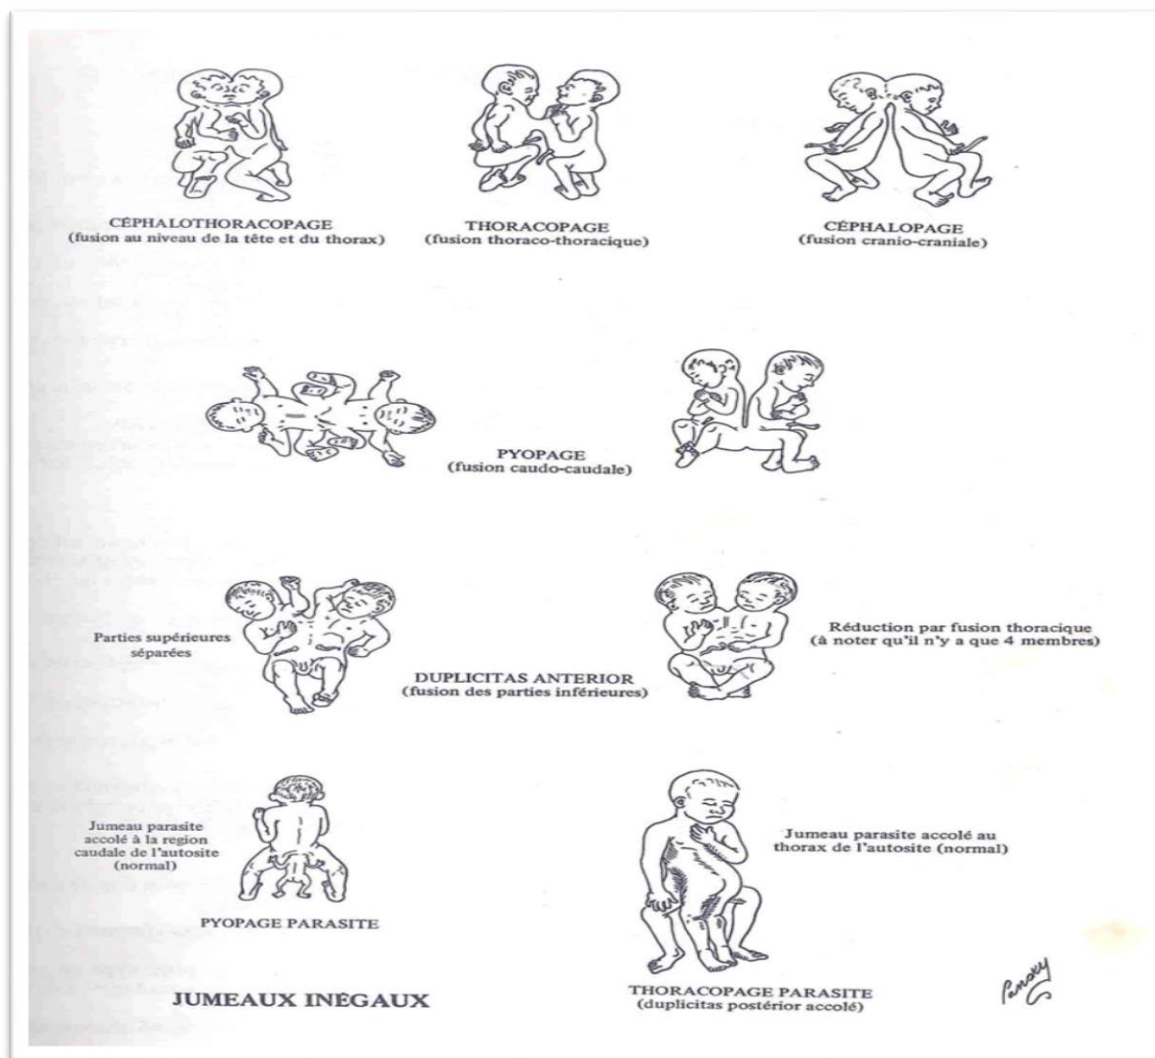 CÉPHALOTHORACOPAGE
(fusion au niveau de la tête et du thorax)
THORACOPAGE
(fusion thoraco-thoracique)
CÉPHALOPAGE
(fusion cranio-craniale)
PYOPAGE
(fusion caudo-caudale)
Parties supérieures
séparées
DUPLICITAS ANTERIOR
(fusion des parties inférieures)
Réduction par fusion thoracique
(à noter qu'il n'y a que 4 membres)
Jumeau parasite
accolé à la region
caudale de l'autosite
(normal)
PYOPAGE PARASITE
Jumeau parasite accolé au
thorax de l'autosite (normal)
JUMEAUX INÉGAUX
THORACOPAGE PARASITE
(duplicitas postérior accolé)
Pansky